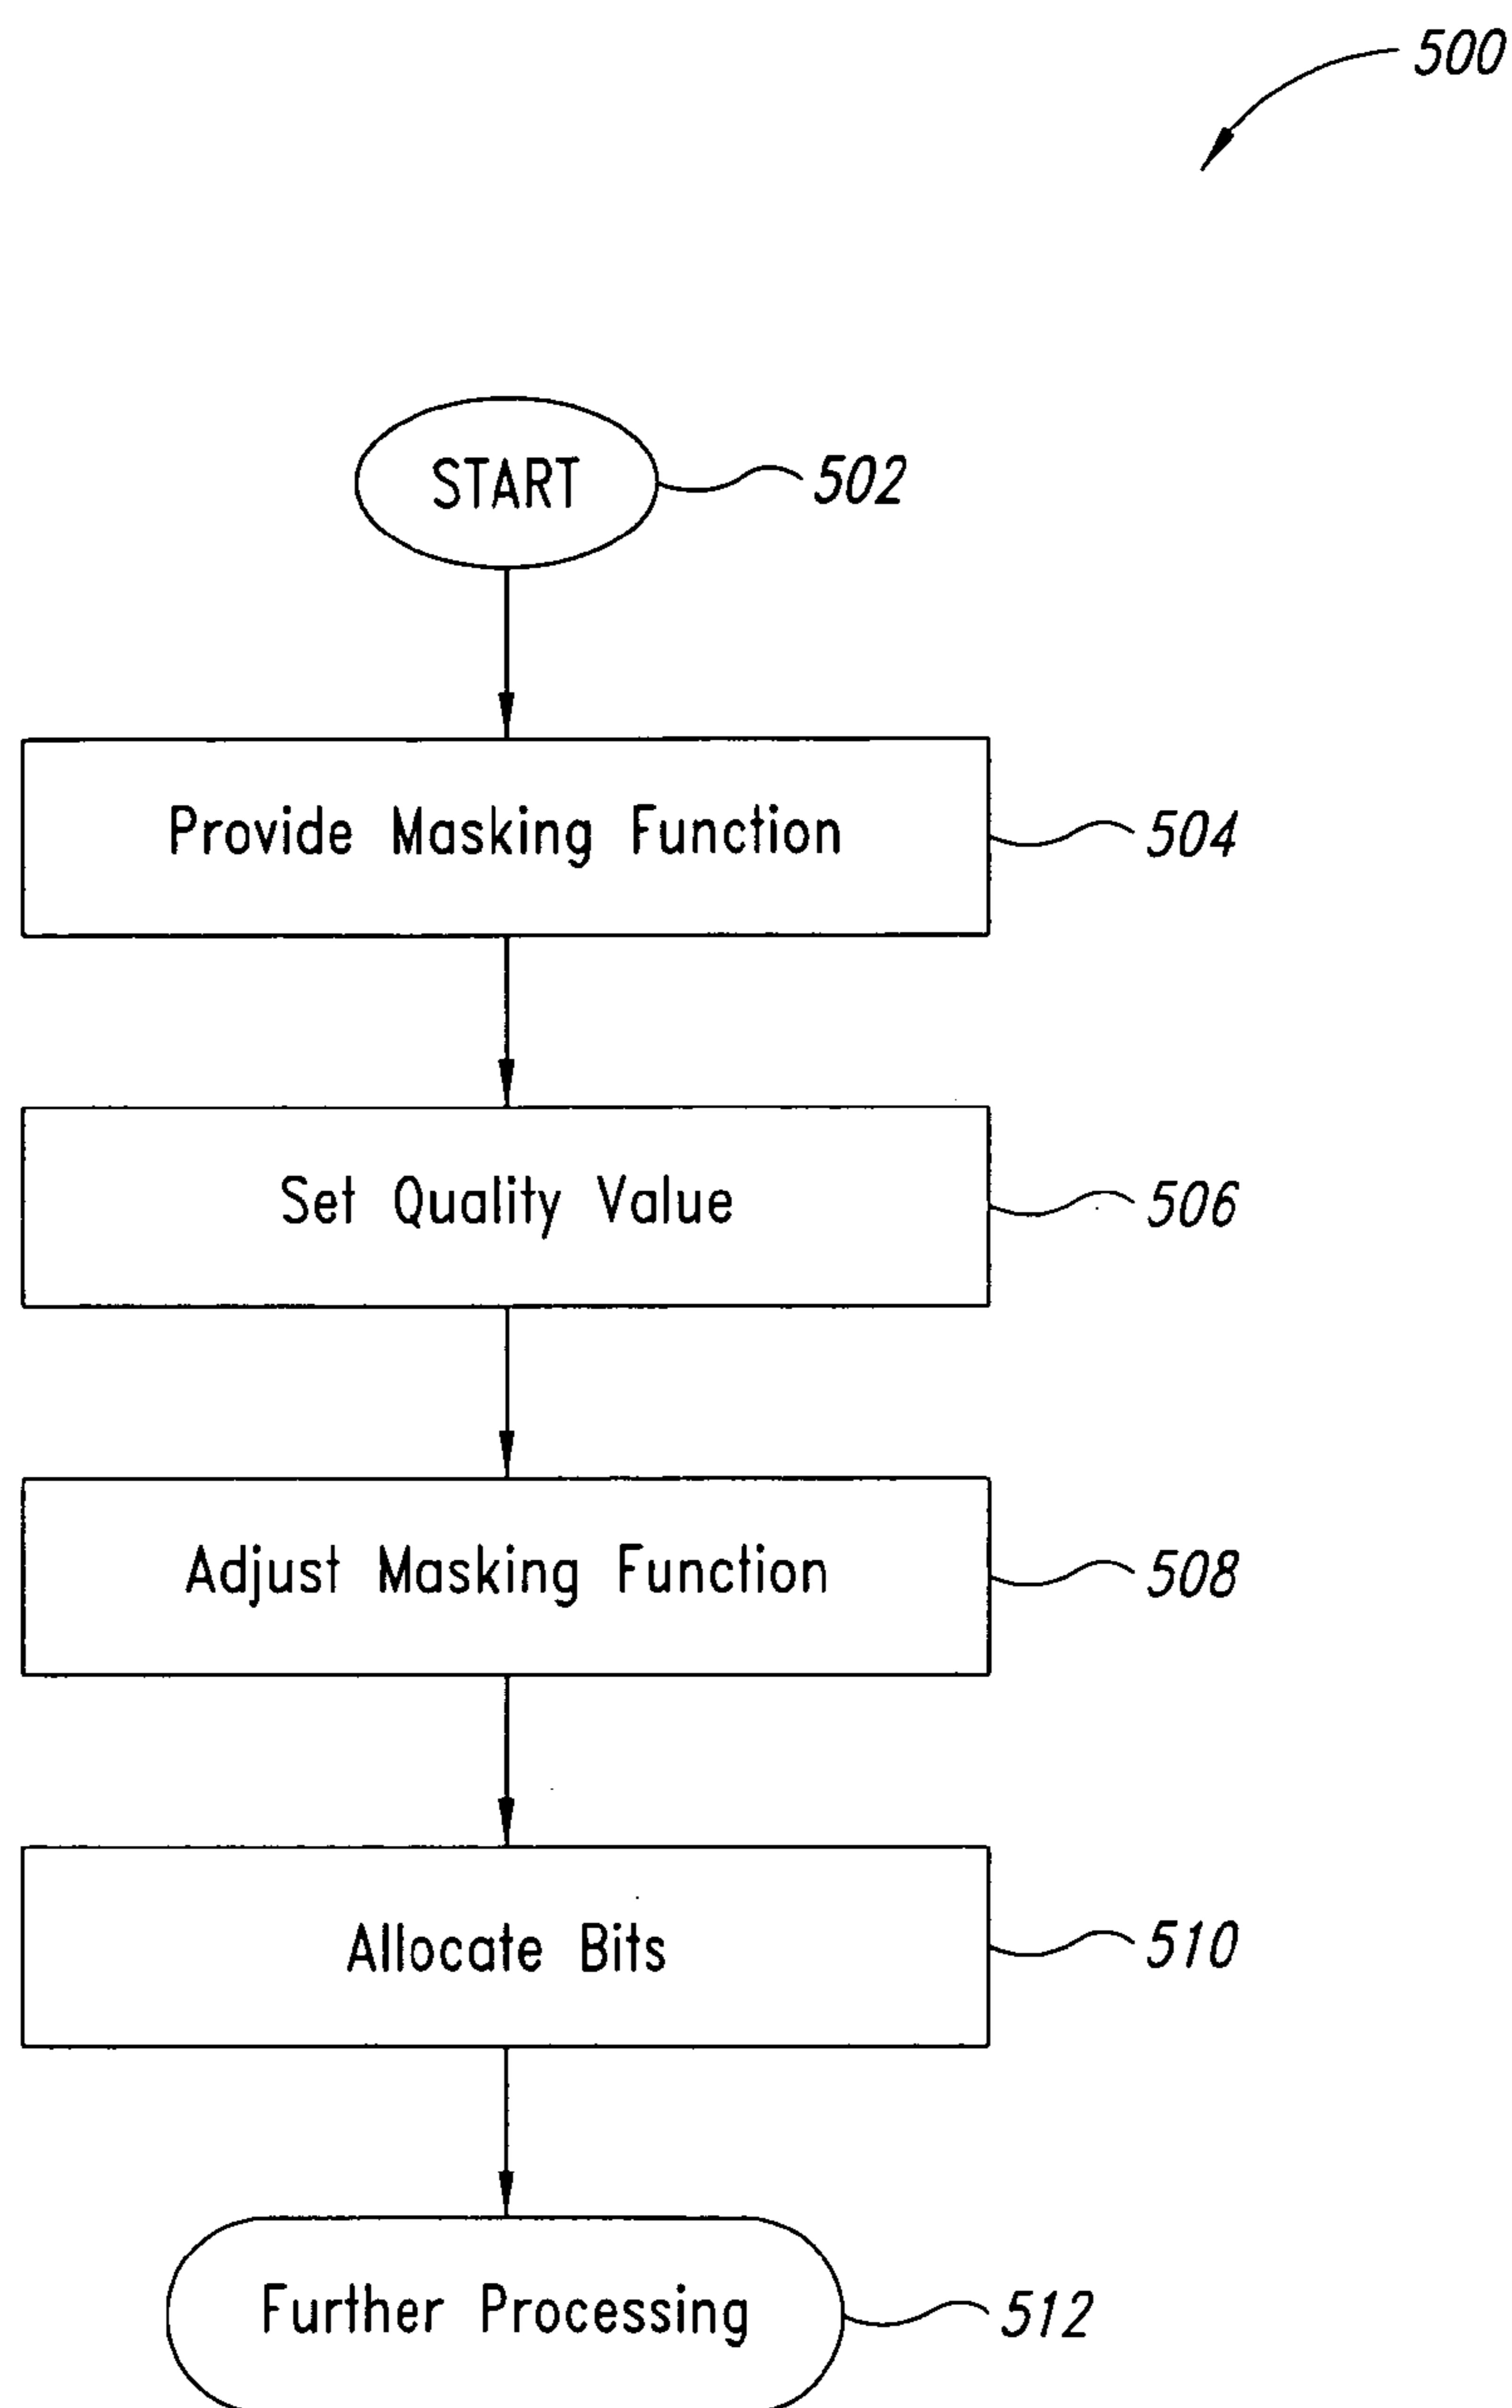 500
START 502
Provide Masking Function 504
Set Quality Value 506
Adjust Masking Function 508
Allocate Bits 510
Further Processing 512